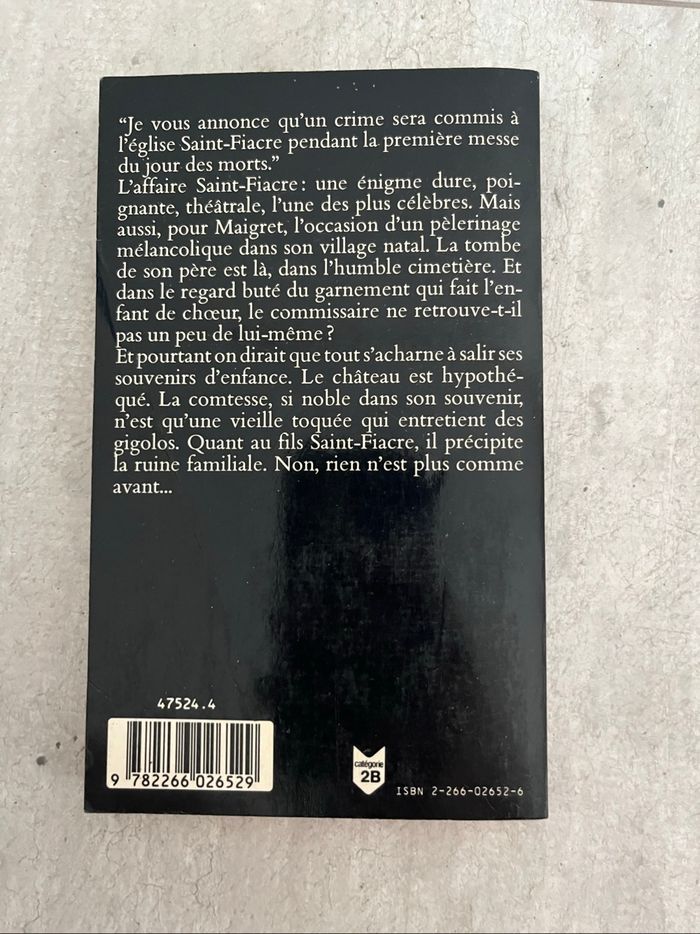 “Je vous annonce qu’un crime sera commis à
l’église Saint-Fiacre pendant la première messe
du jour des morts.”
L’affaire Saint-Fiacre : une énigme dure, poi-
gnante, théâtrale, l’une des plus célèbres. Mais
aussi, pour Maigret, l’occasion d’un pèlerinage
mélancolique dans son village natal. La tombe
de son père est là, dans l’humble cimetière. Et
dans le regard buté du garnement qui fait l’en-
fant de chœur, le commissaire ne retrouve-t-il
pas un peu de lui-même ?
Et pourtant on dirait que tout s’acharne à salir ses
souvenirs d’enfance. Le château est hypothé-
qué. La comtesse, si noble dans son souvenir,
n’est qu’une vieille toquée qui entretient des
gigolos. Quant au fils Saint-Fiacre, il précipite
la ruine familiale. Non, rien n’est plus comme
avant...
47524.4
9 782266 026529
catégorie
2B
ISBN 2-266-02652-6